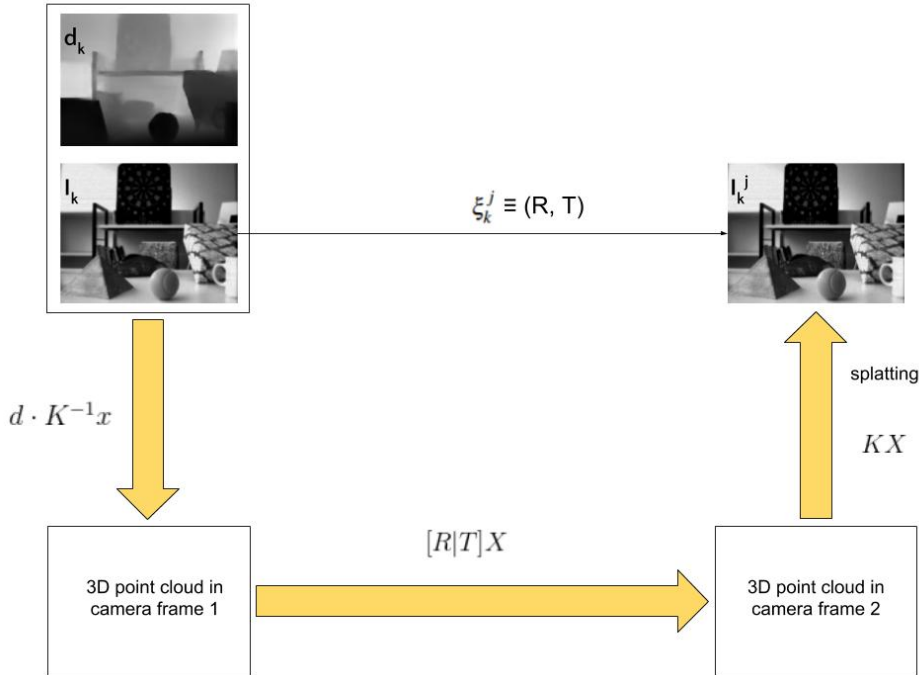 d_k
I_k
ξ_k^j ≡ (R, T)
I_k^j
splatting
d · K^{-1}x
KX
[R|T]X
3D point cloud in
camera frame 1
3D point cloud in
camera frame 2